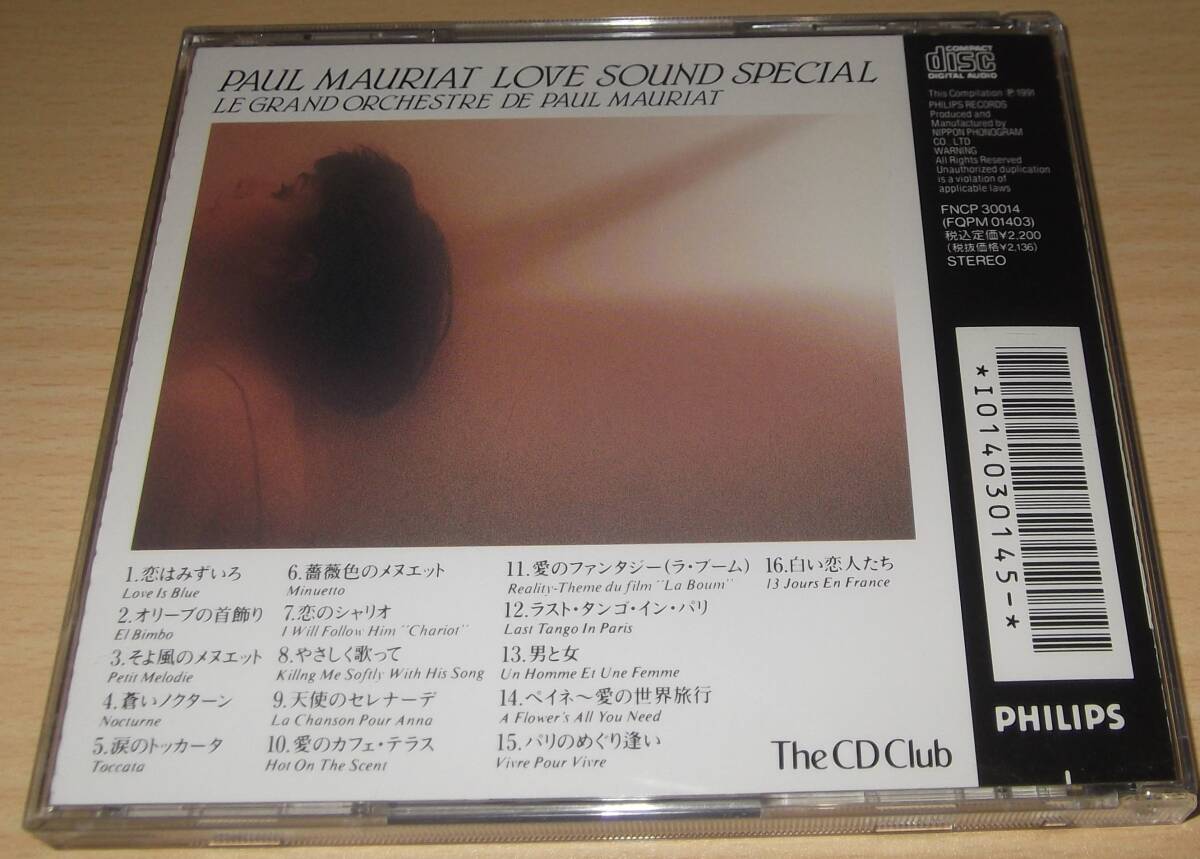 PAUL MAURIAT LOVE SOUND SPECIAL
LE GRAND ORCHESTRE DE PAUL MAURIAT
1.恋はみずいろ
Love Is Blue
2.オリーブの首飾り
El Bimbo
3.そよ風のメヌエット
Petit Melodie
4.蒼いノクターン
Nocturne
5.涙のトッカータ
Toccata
6.薔薇色のメヌエット
Minuetto
7.恋のシャリオ
I Will Follow Him "Chariot"
8.やさしく歌って
Killng Me Softly With His Song
9.天使のセレナーデ
La Chanson Pour Anna
10.愛のカフェ・テラス
Hot On The Scent
11.愛のファンタジー(ラ・ブーム)
Reality-Theme du film "La Boum"
12.ラスト・タンゴ・イン・パリ
Last Tango In Paris
13.男と女
Un Homme Et Une Femme
14.ペイネ〜愛の世界旅行
A Flower's All You Need
15.パリのめぐり逢い
Vivre Pour Vivre
16.白い恋人たち
13 Jours En France
The CD Club
COMPACT
disc
DIGITAL AUDIO
This Compilation ℗ 1991
PHILIPS RECORDS
Produced and
Manufactured by
NIPPON PHONOGRAM
CO., LTD
WARNING
All Rights Reserved
Unauthorized duplication
is a violation of
applicable laws
FNCP 30014
(FQPM 01403)
税込定価¥2,200
(税抜価格¥2,136)
STEREO
*I014030145-*
PHILIPS